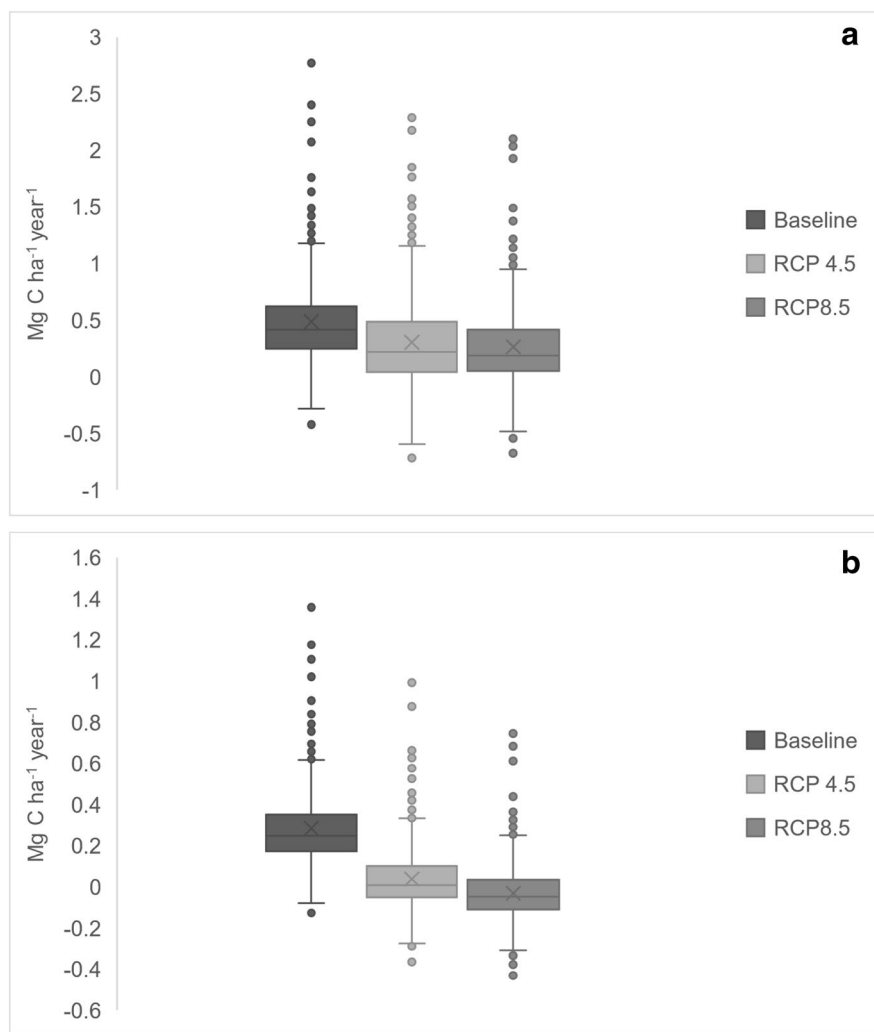 a
3
2.5
2
1.5
1
0.5
0
-0.5
-1
Mg C ha⁻¹ year⁻¹
Baseline
RCP 4.5
RCP8.5
b
1.6
1.4
1.2
1
0.8
0.6
0.4
0.2
0
-0.2
-0.4
-0.6
Mg C ha⁻¹ year⁻¹
Baseline
RCP 4.5
RCP8.5